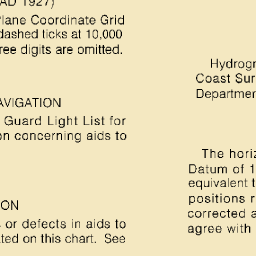 AD 1927)
Plane Coordinate Grid
dashed ticks at 10,000
ree digits are omitted.
AVIGATION
Guard Light List for
on concerning aids to
ON
or defects in aids to
ted on this chart. See
Hydrogr
Coast Sur
Departmen
The horiz
Datum of 1
equivalent t
positions r
corrected a
agree with